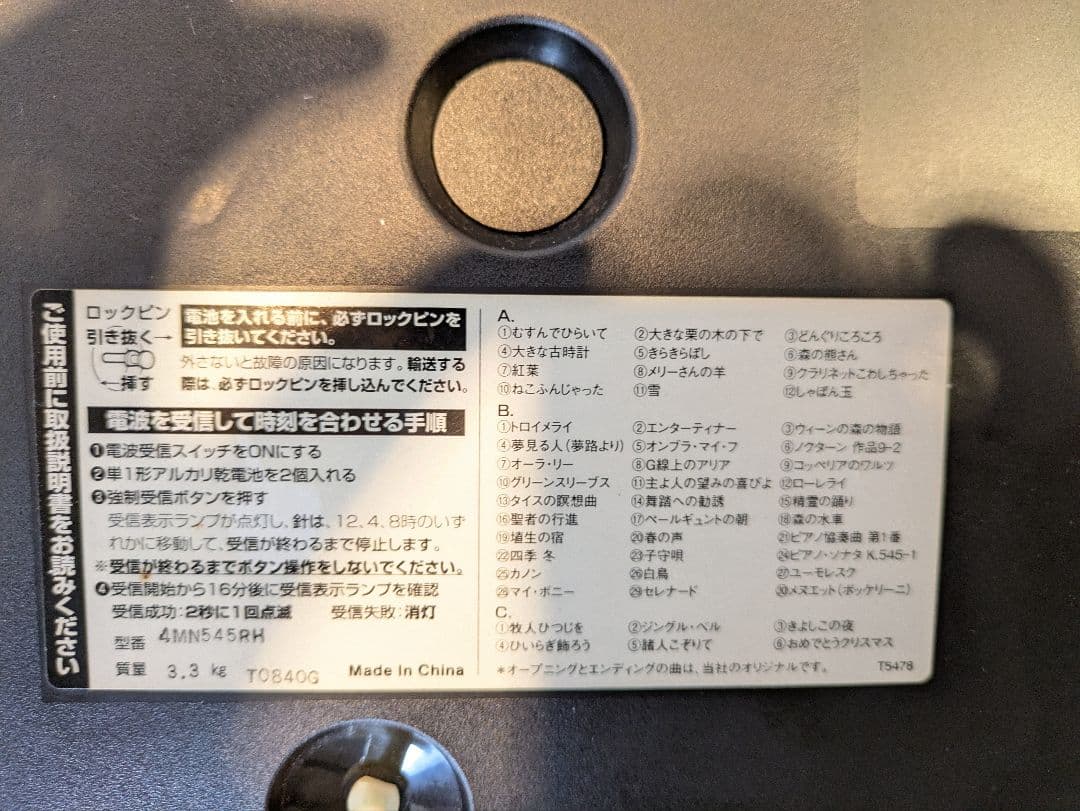 ご使用前に取扱説明書をお読みください
ロックピン
引き抜く→
←挿す
電池を入れる前に、必ずロックピンを
引き抜いてください。
外さないと故障の原因になります。輸送する
際は、必ずロックピンを挿し込んでください。
電波を受信して時刻を合わせる手順
❶電波受信スイッチをONにする
❷単1形アルカリ乾電池を2個入れる
❸強制受信ボタンを押す
受信表示ランプが点灯し、針は、12、4、8時のいず
れかに移動して、受信が終わるまで停止します。
※受信が終わるまでボタン操作をしないでください。
❹受信開始から16分後に受信表示ランプを確認
受信成功:2秒に1回点滅 受信失敗:消灯
型番 4MN545RH
質量 3.3 kg T0840G Made In China
A.
①むすんでひらいて ②大きな栗の木の下で ③どんぐりころころ
④大きな古時計 ⑤きらきらぼし ⑥森の熊さん
⑦紅葉 ⑧メリーさんの羊 ⑨クラリネットこわしちゃった
⑩ねこふんじゃった ⑪雪 ⑫しゃぼん玉
B.
①トロイメライ ②エンターティナー ③ウィーンの森の物語
④夢見る人(夢路より) ⑤オンブラ・マイ・フ ⑥ノクターン 作品9-2
⑦オーラ・リー ⑧G線上のアリア ⑨コッペリアのワルツ
⑩グリーンスリーブス ⑪主よ人の望みの喜びよ ⑫ローレライ
⑬タイスの瞑想曲 ⑭舞踏への勧誘 ⑮精霊の踊り
⑯聖者の行進 ⑰ペールギュントの朝 ⑱森の水車
⑲埴生の宿 ⑳春の声 ㉑ピアノ協奏曲 第1番
㉒四季 冬 ㉓子守唄 ㉔ピアノ・ソナタ K.545-1
㉕カノン ㉖白鳥 ㉗ユーモレスク
㉘マイ・ボニー ㉙セレナード ㉚メヌエット(ボッケリーニ)
C.
①牧人ひつじを ②ジングル・ベル ③きよしこの夜
④ひいらぎ飾ろう ⑤諸人こぞりて ⑥おめでとうクリスマス
＊オープニングとエンディングの曲は、当社のオリジナルです。 T5478